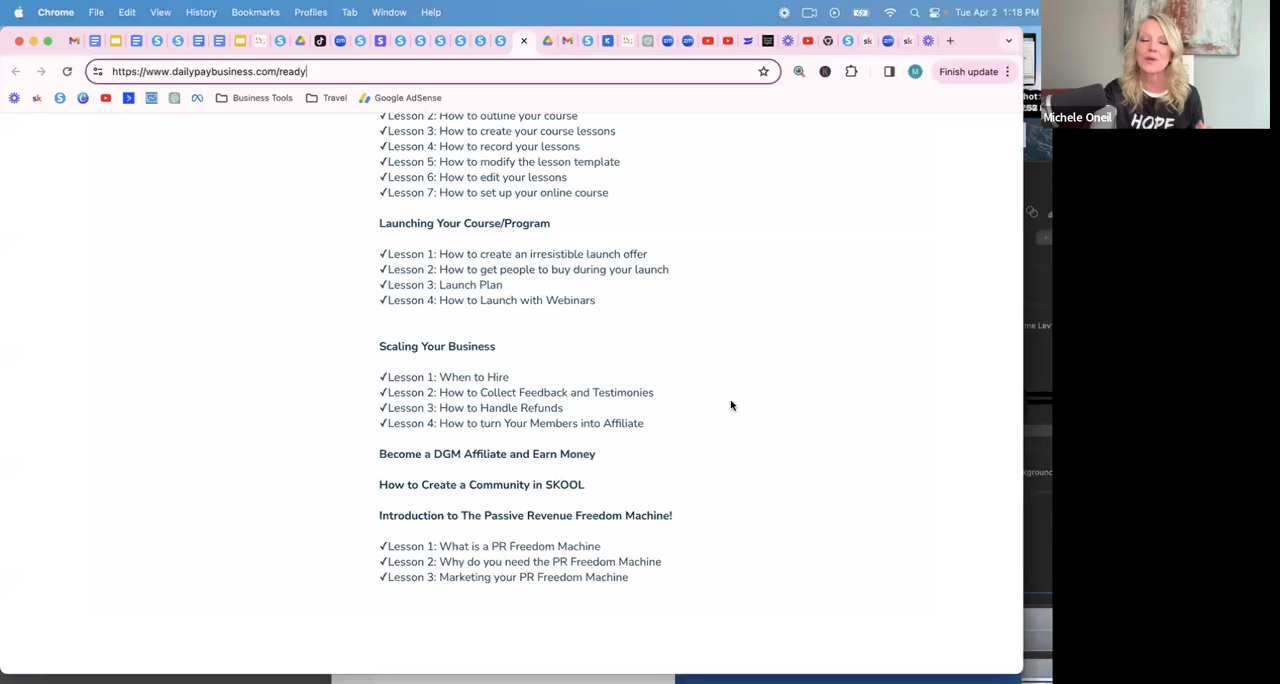 Chrome File Edit View History Bookmarks Profiles Tab Window Help Tue Apr 2 1:18 PM
https://www.dailypaybusiness.com/ready
Finish update
Business Tools Travel Google AdSense
Michele Oneil
HOPE
✓Lesson 2: How to outline your course
✓Lesson 3: How to create your course lessons
✓Lesson 4: How to record your lessons
✓Lesson 5: How to modify the lesson template
✓Lesson 6: How to edit your lessons
✓Lesson 7: How to set up your online course
Launching Your Course/Program
✓Lesson 1: How to create an irresistible launch offer
✓Lesson 2: How to get people to buy during your launch
✓Lesson 3: Launch Plan
✓Lesson 4: How to Launch with Webinars
Scaling Your Business
✓Lesson 1: When to Hire
✓Lesson 2: How to Collect Feedback and Testimonies
✓Lesson 3: How to Handle Refunds
✓Lesson 4: How to turn Your Members into Affiliate
Become a DGM Affiliate and Earn Money
How to Create a Community in SKOOL
Introduction to The Passive Revenue Freedom Machine!
✓Lesson 1: What is a PR Freedom Machine
✓Lesson 2: Why do you need the PR Freedom Machine
✓Lesson 3: Marketing your PR Freedom Machine